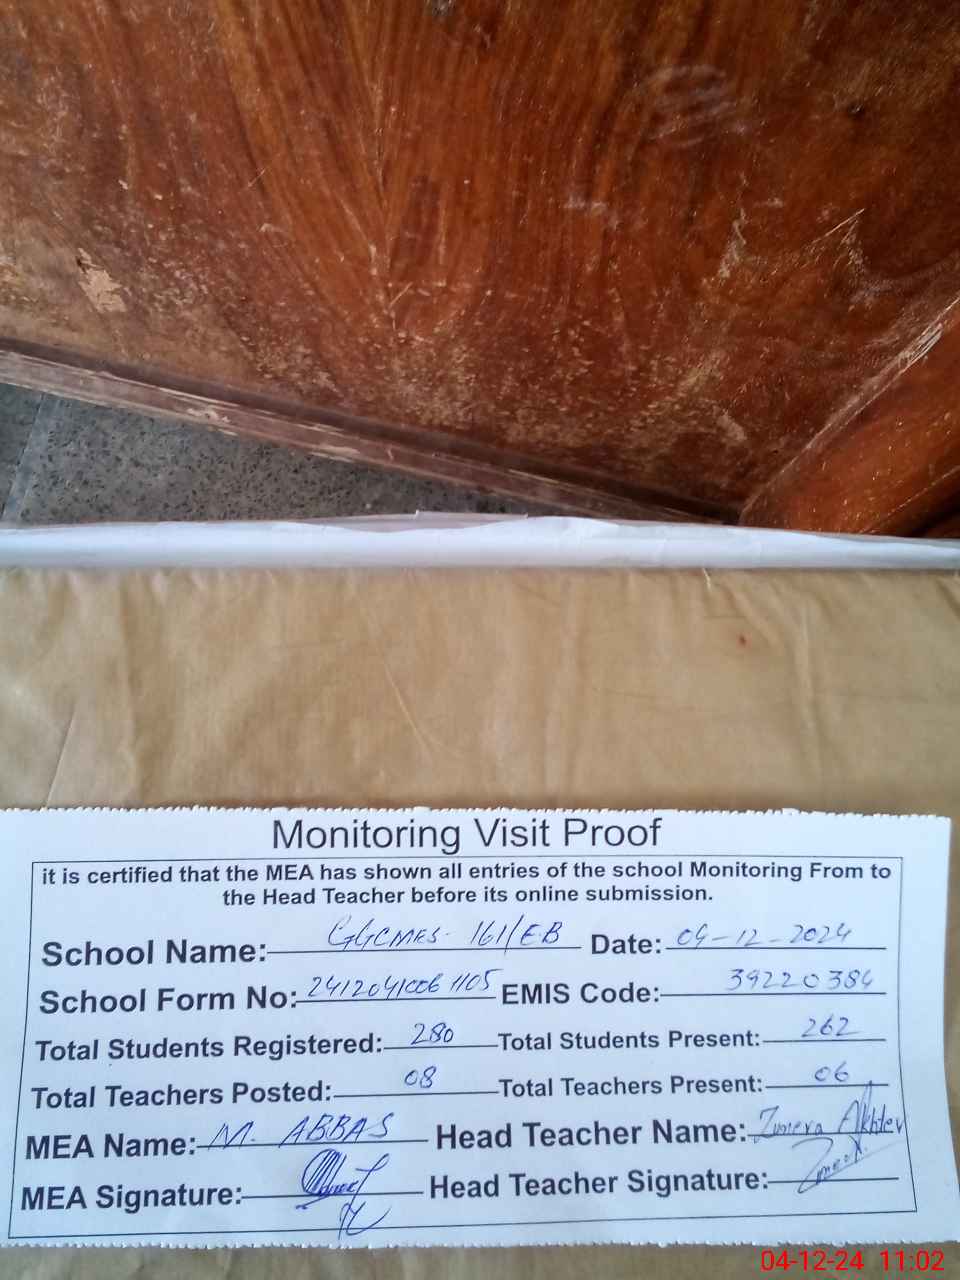 Monitoring Visit Proof
it is certified that the MEA has shown all entries of the school Monitoring From to
the Head Teacher before its online submission.
School Name: GGCMES- 161/EB Date: 04-12-2024
School Form No: 24120410061105 EMIS Code: 39220384
Total Students Registered: 280 Total Students Present: 262
Total Teachers Posted: 08 Total Teachers Present: 06
MEA Name: M. ABBAS Head Teacher Name: Zunera Akhter
MEA Signature: Head Teacher Signature:
04-12-24 11:02